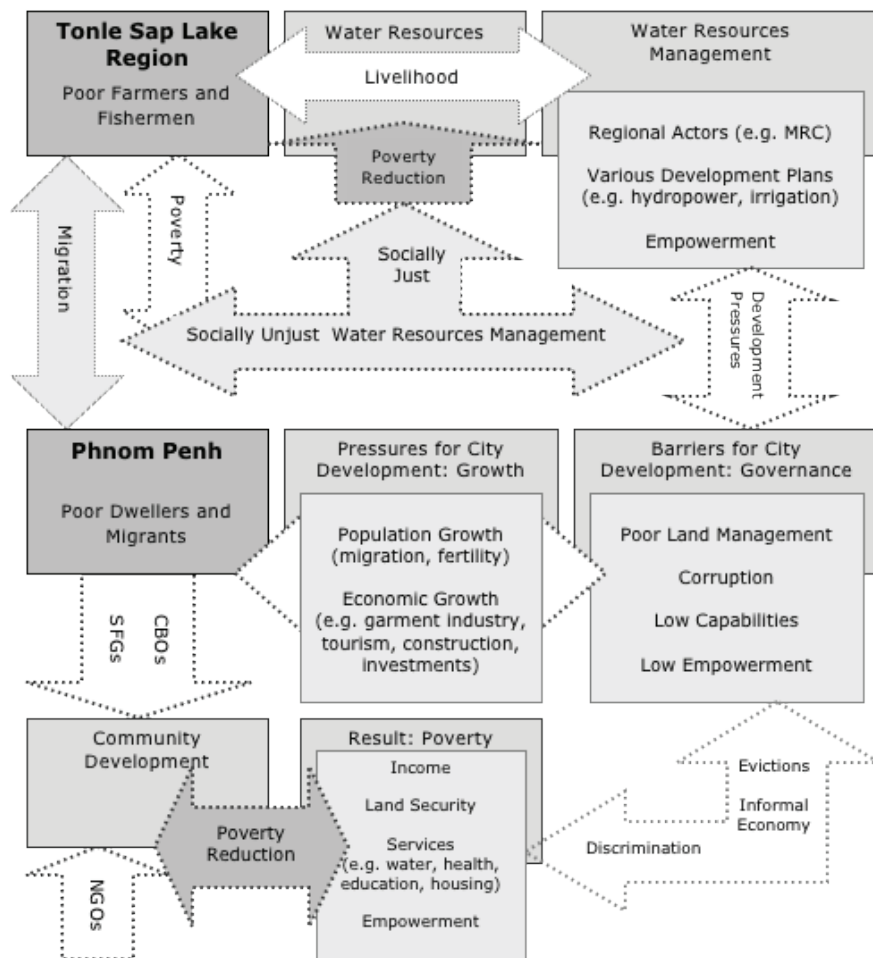 Tonle Sap Lake
Region
Poor Farmers and
Fishermen
Water Resources
Livelihood
Water Resources
Management
Regional Actors (e.g. MRC)
Various Development Plans
(e.g. hydropower, irrigation)
Empowerment
Poverty
Reduction
Migration
Poverty
Socially
Just
Socially Unjust Water Resources Management
Development
Pressures
Phnom Penh
Poor Dwellers and
Migrants
Pressures for City
Development: Growth
Population Growth
(migration, fertility)
Economic Growth
(e.g. garment industry,
tourism, construction,
investments)
Barriers for City
Development: Governance
Poor Land Management
Corruption
Low Capabilities
Low Empowerment
CBOs
SFGs
Community
Development
Poverty
Reduction
Result: Poverty
Income
Land Security
Services
(e.g. water, health,
education, housing)
Empowerment
Evictions
Informal
Economy
Discrimination
NGOs